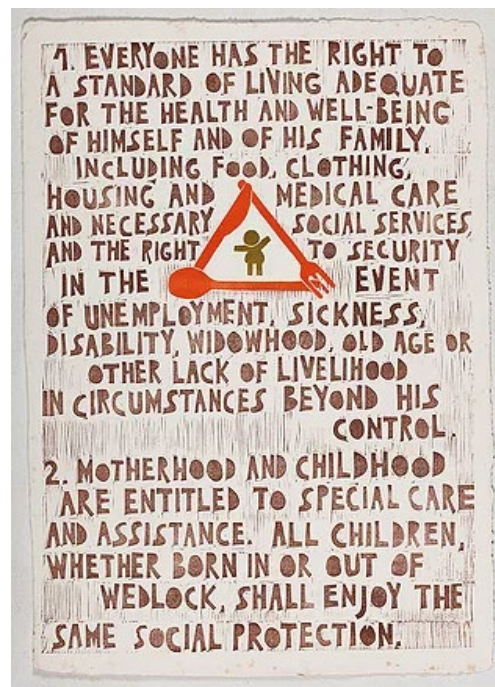 1. EVERYONE HAS THE RIGHT TO
A STANDARD OF LIVING ADEQUATE
FOR THE HEALTH AND WELL-BEING
OF HIMSELF AND OF HIS FAMILY,
INCLUDING FOOD, CLOTHING,
HOUSING AND MEDICAL CARE
AND NECESSARY SOCIAL SERVICES,
AND THE RIGHT TO SECURITY
IN THE EVENT
OF UNEMPLOYMENT, SICKNESS,
DISABILITY, WIDOWHOOD, OLD AGE OR
OTHER LACK OF LIVELIHOOD
IN CIRCUMSTANCES BEYOND HIS
CONTROL.
2. MOTHERHOOD AND CHILDHOOD
ARE ENTITLED TO SPECIAL CARE
AND ASSISTANCE. ALL CHILDREN,
WHETHER BORN IN OR OUT OF
WEDLOCK, SHALL ENJOY THE
SAME SOCIAL PROTECTION.